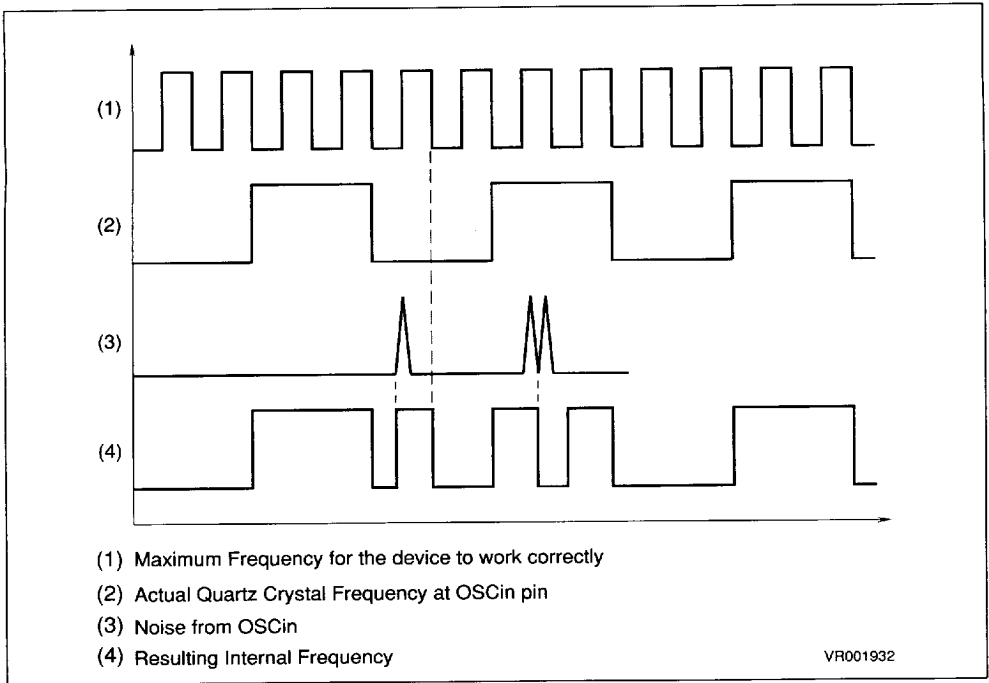 (1)
(2)
(3)
(4)
(1) Maximum Frequency for the device to work correctly
(2) Actual Quartz Crystal Frequency at OSCin pin
(3) Noise from OSCin
(4) Resulting Internal Frequency
VR001932